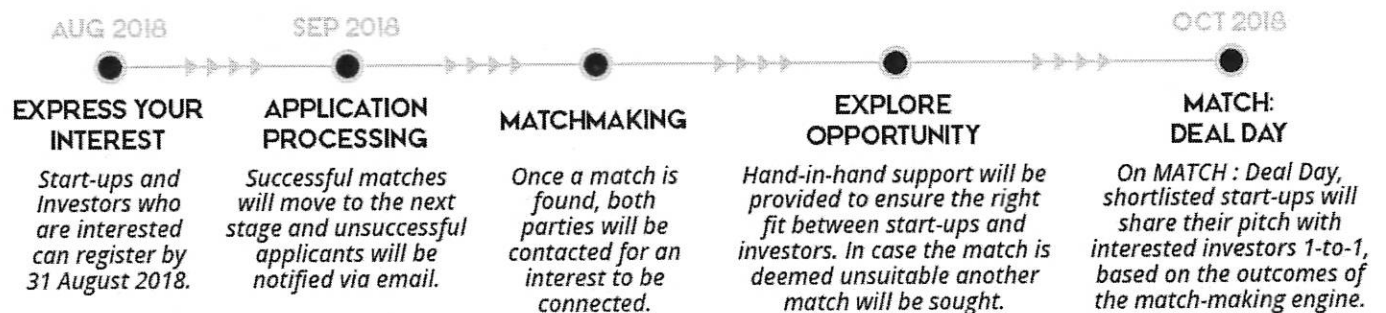 AUG 2018
EXPRESS YOUR
INTEREST
Start-ups and
Investors who
are interested
can register by
31 August 2018.
SEP 2018
APPLICATION
PROCESSING
Successful matches
will move to the next
stage and unsuccessful
applicants will be
notified via email.
MATCHMAKING
Once a match is
found, both
parties will be
contacted for an
interest to be
connected.
EXPLORE
OPPORTUNITY
Hand-in-hand support will be
provided to ensure the right
fit between start-ups and
investors. In case the match is
deemed unsuitable another
match will be sought.
OCT 2018
MATCH:
DEAL DAY
On MATCH : Deal Day,
shortlisted start-ups will
share their pitch with
interested investors 1-to-1,
based on the outcomes of
the match-making engine.